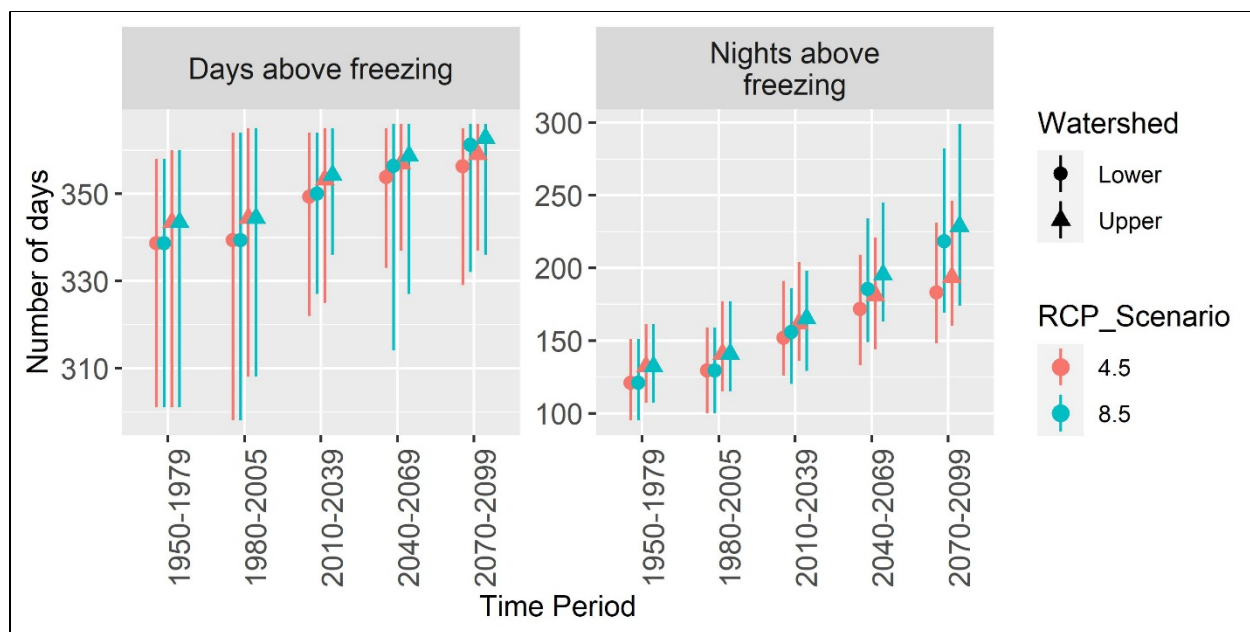 Days above freezing
Nights above
freezing
Number of days
350
330
310
300
250
200
150
100
1950-1979
1980-2005
2010-2039
2040-2069
2070-2099
1950-1979
1980-2005
2010-2039
2040-2069
2070-2099
Time Period
Watershed
Lower
Upper
RCP_Scenario
4.5
8.5